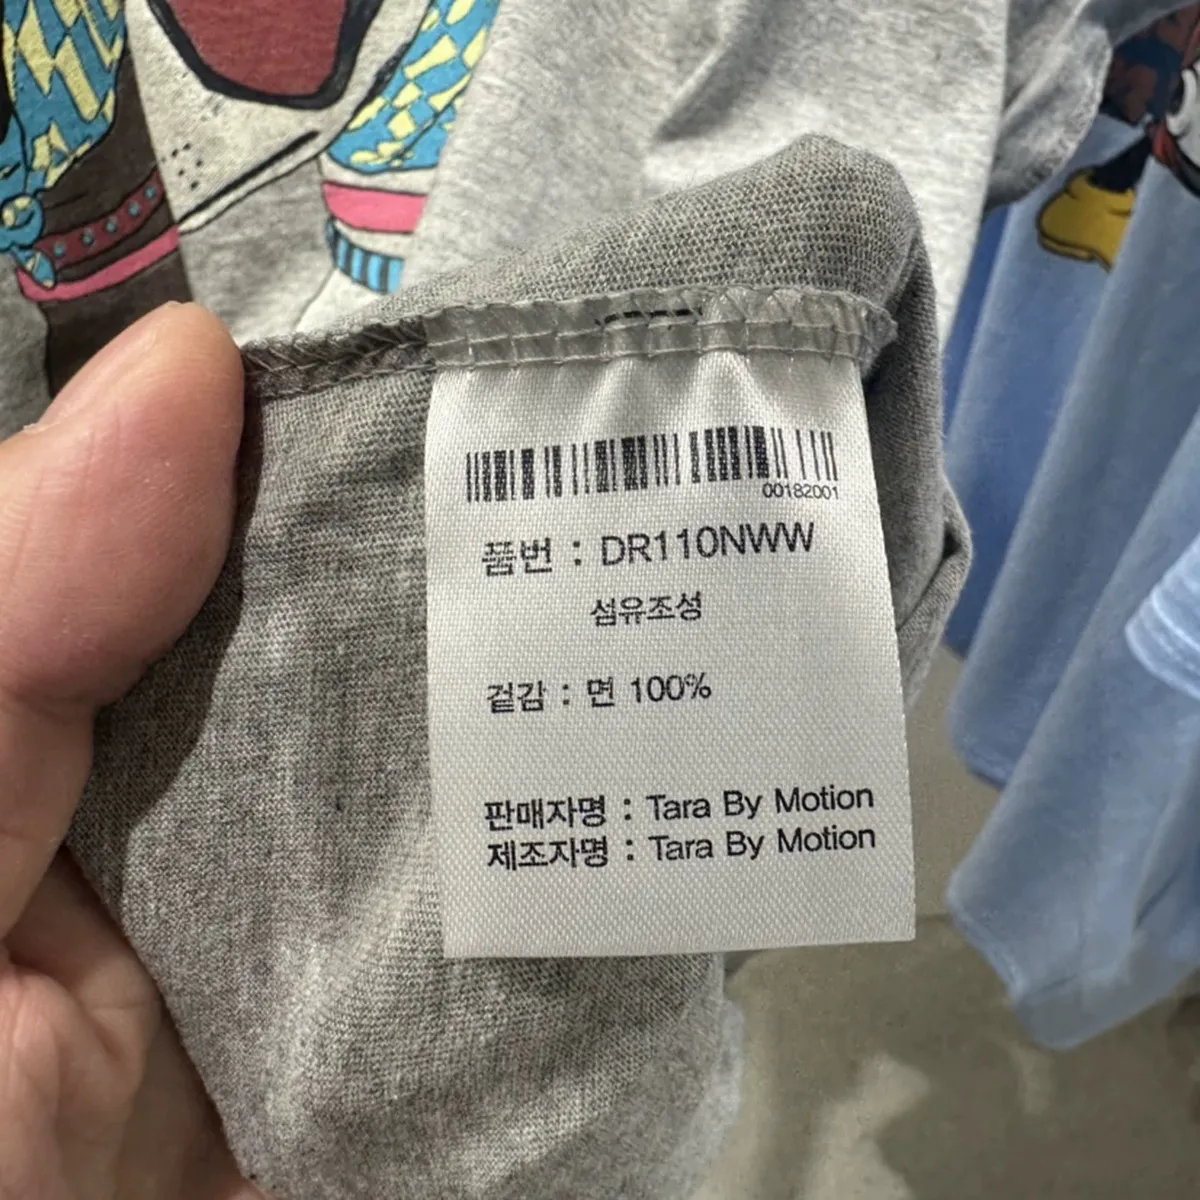 00182001
품번 : DR110NWW
섬유조성
겉감 : 면 100%
판매자명 : Tara By Motion
제조자명 : Tara By Motion